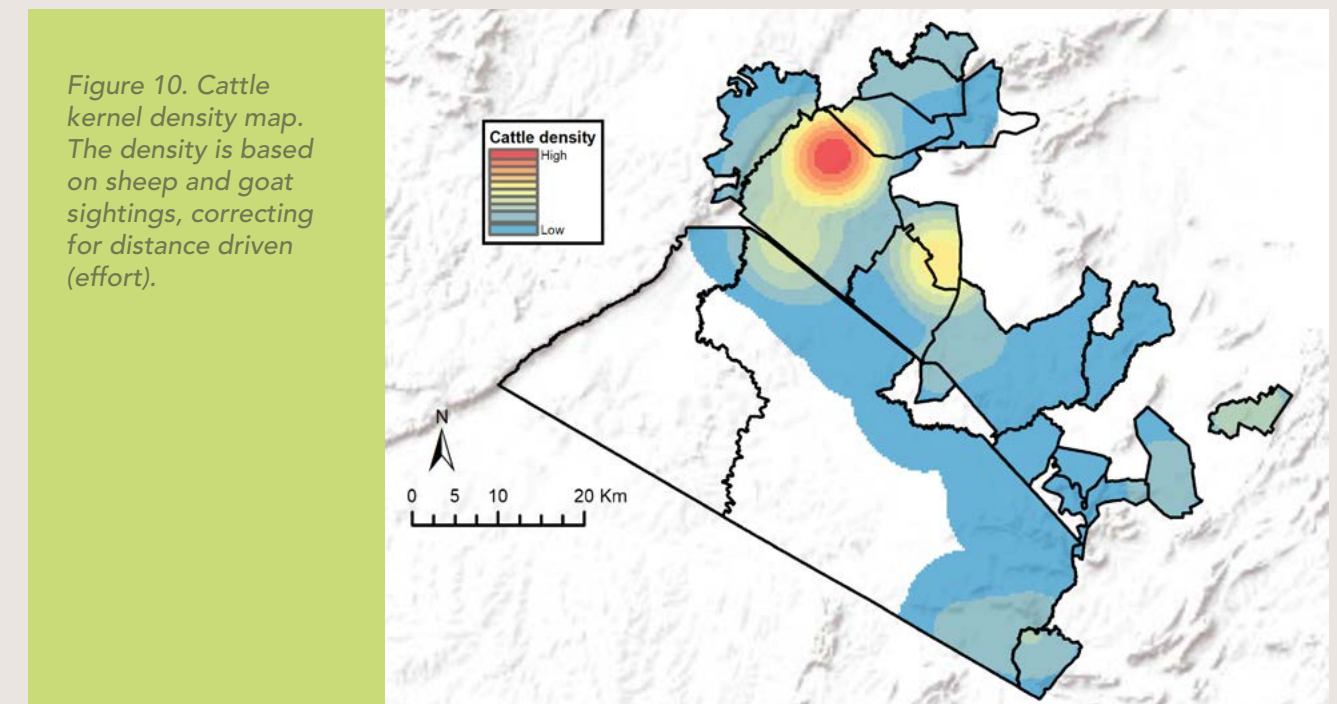 Figure 10. Cattle
kernel density map.
The density is based
on sheep and goat
sightings, correcting
for distance driven
(effort).
Cattle density
High
Low
N
0 5 10 20 Km